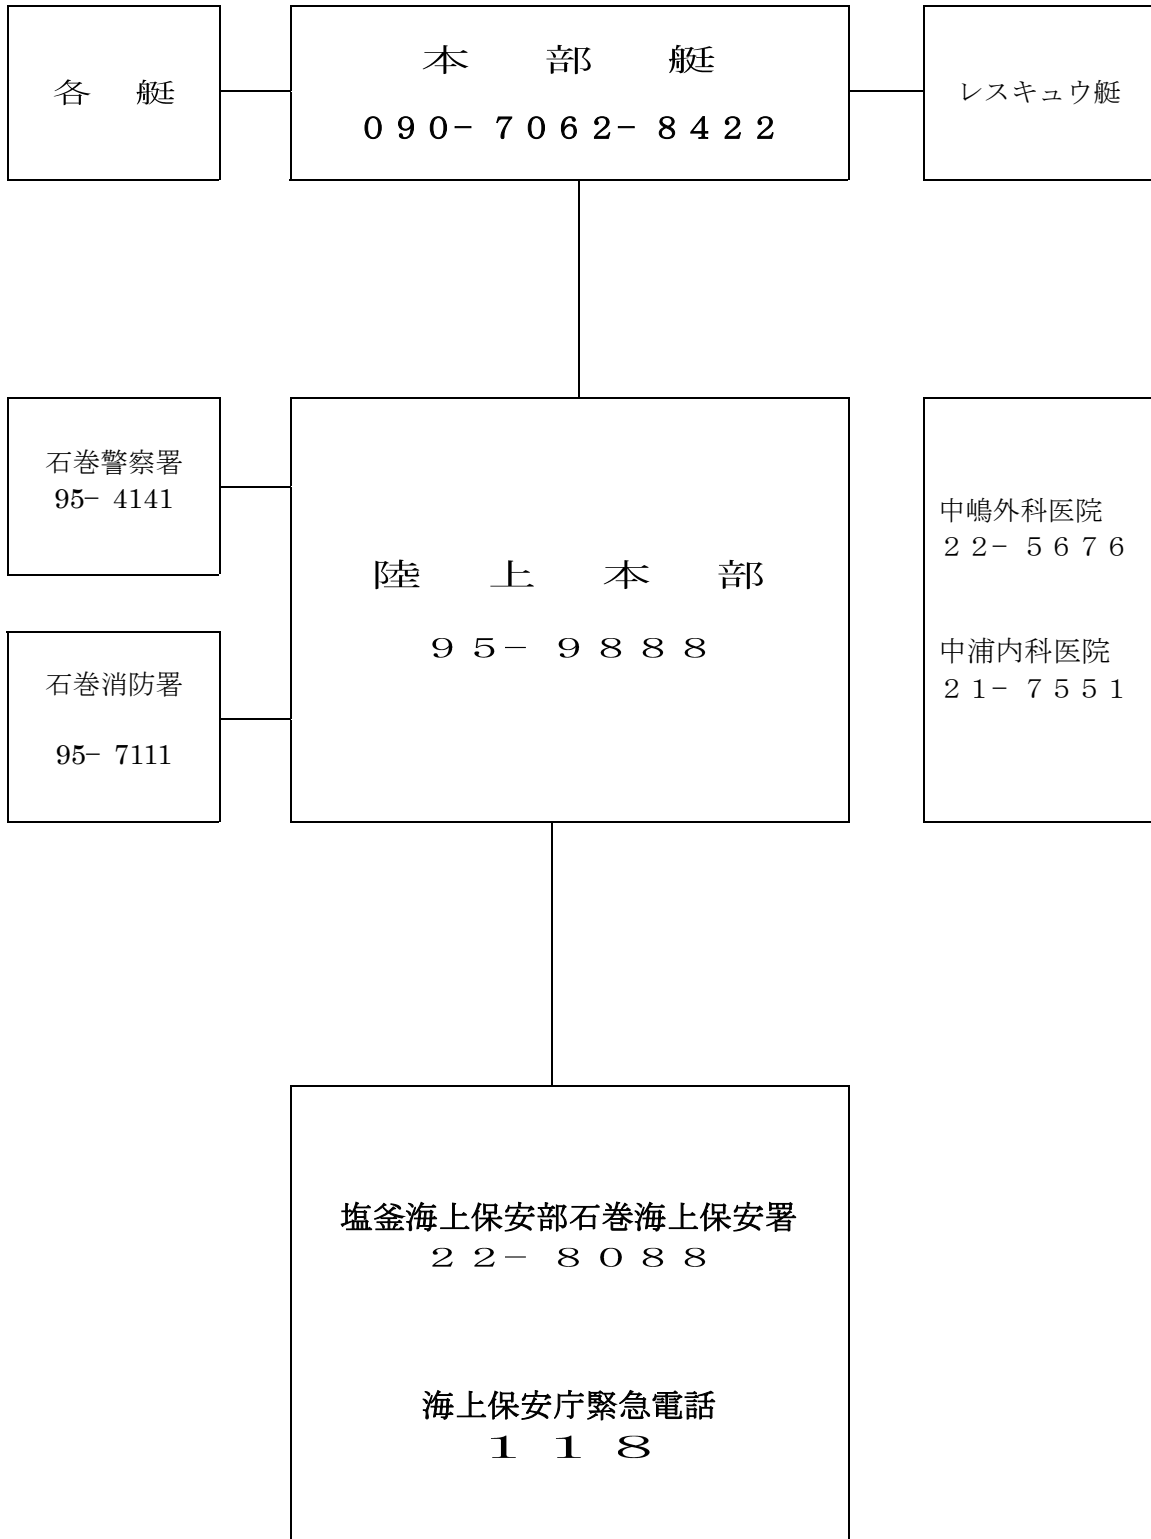 各　艇
本　部　艇
０９０－７０６２－８４２２
レスキュウ艇
石巻警察署
95- 4141
石巻消防署
95- 7111
陸　上　本　部
９５－９８８８
中嶋外科医院
２２－５６７６
中浦内科医院
２１－７５５１
塩釜海上保安部石巻海上保安署
２２－８０８８
海上保安庁緊急電話
１１８